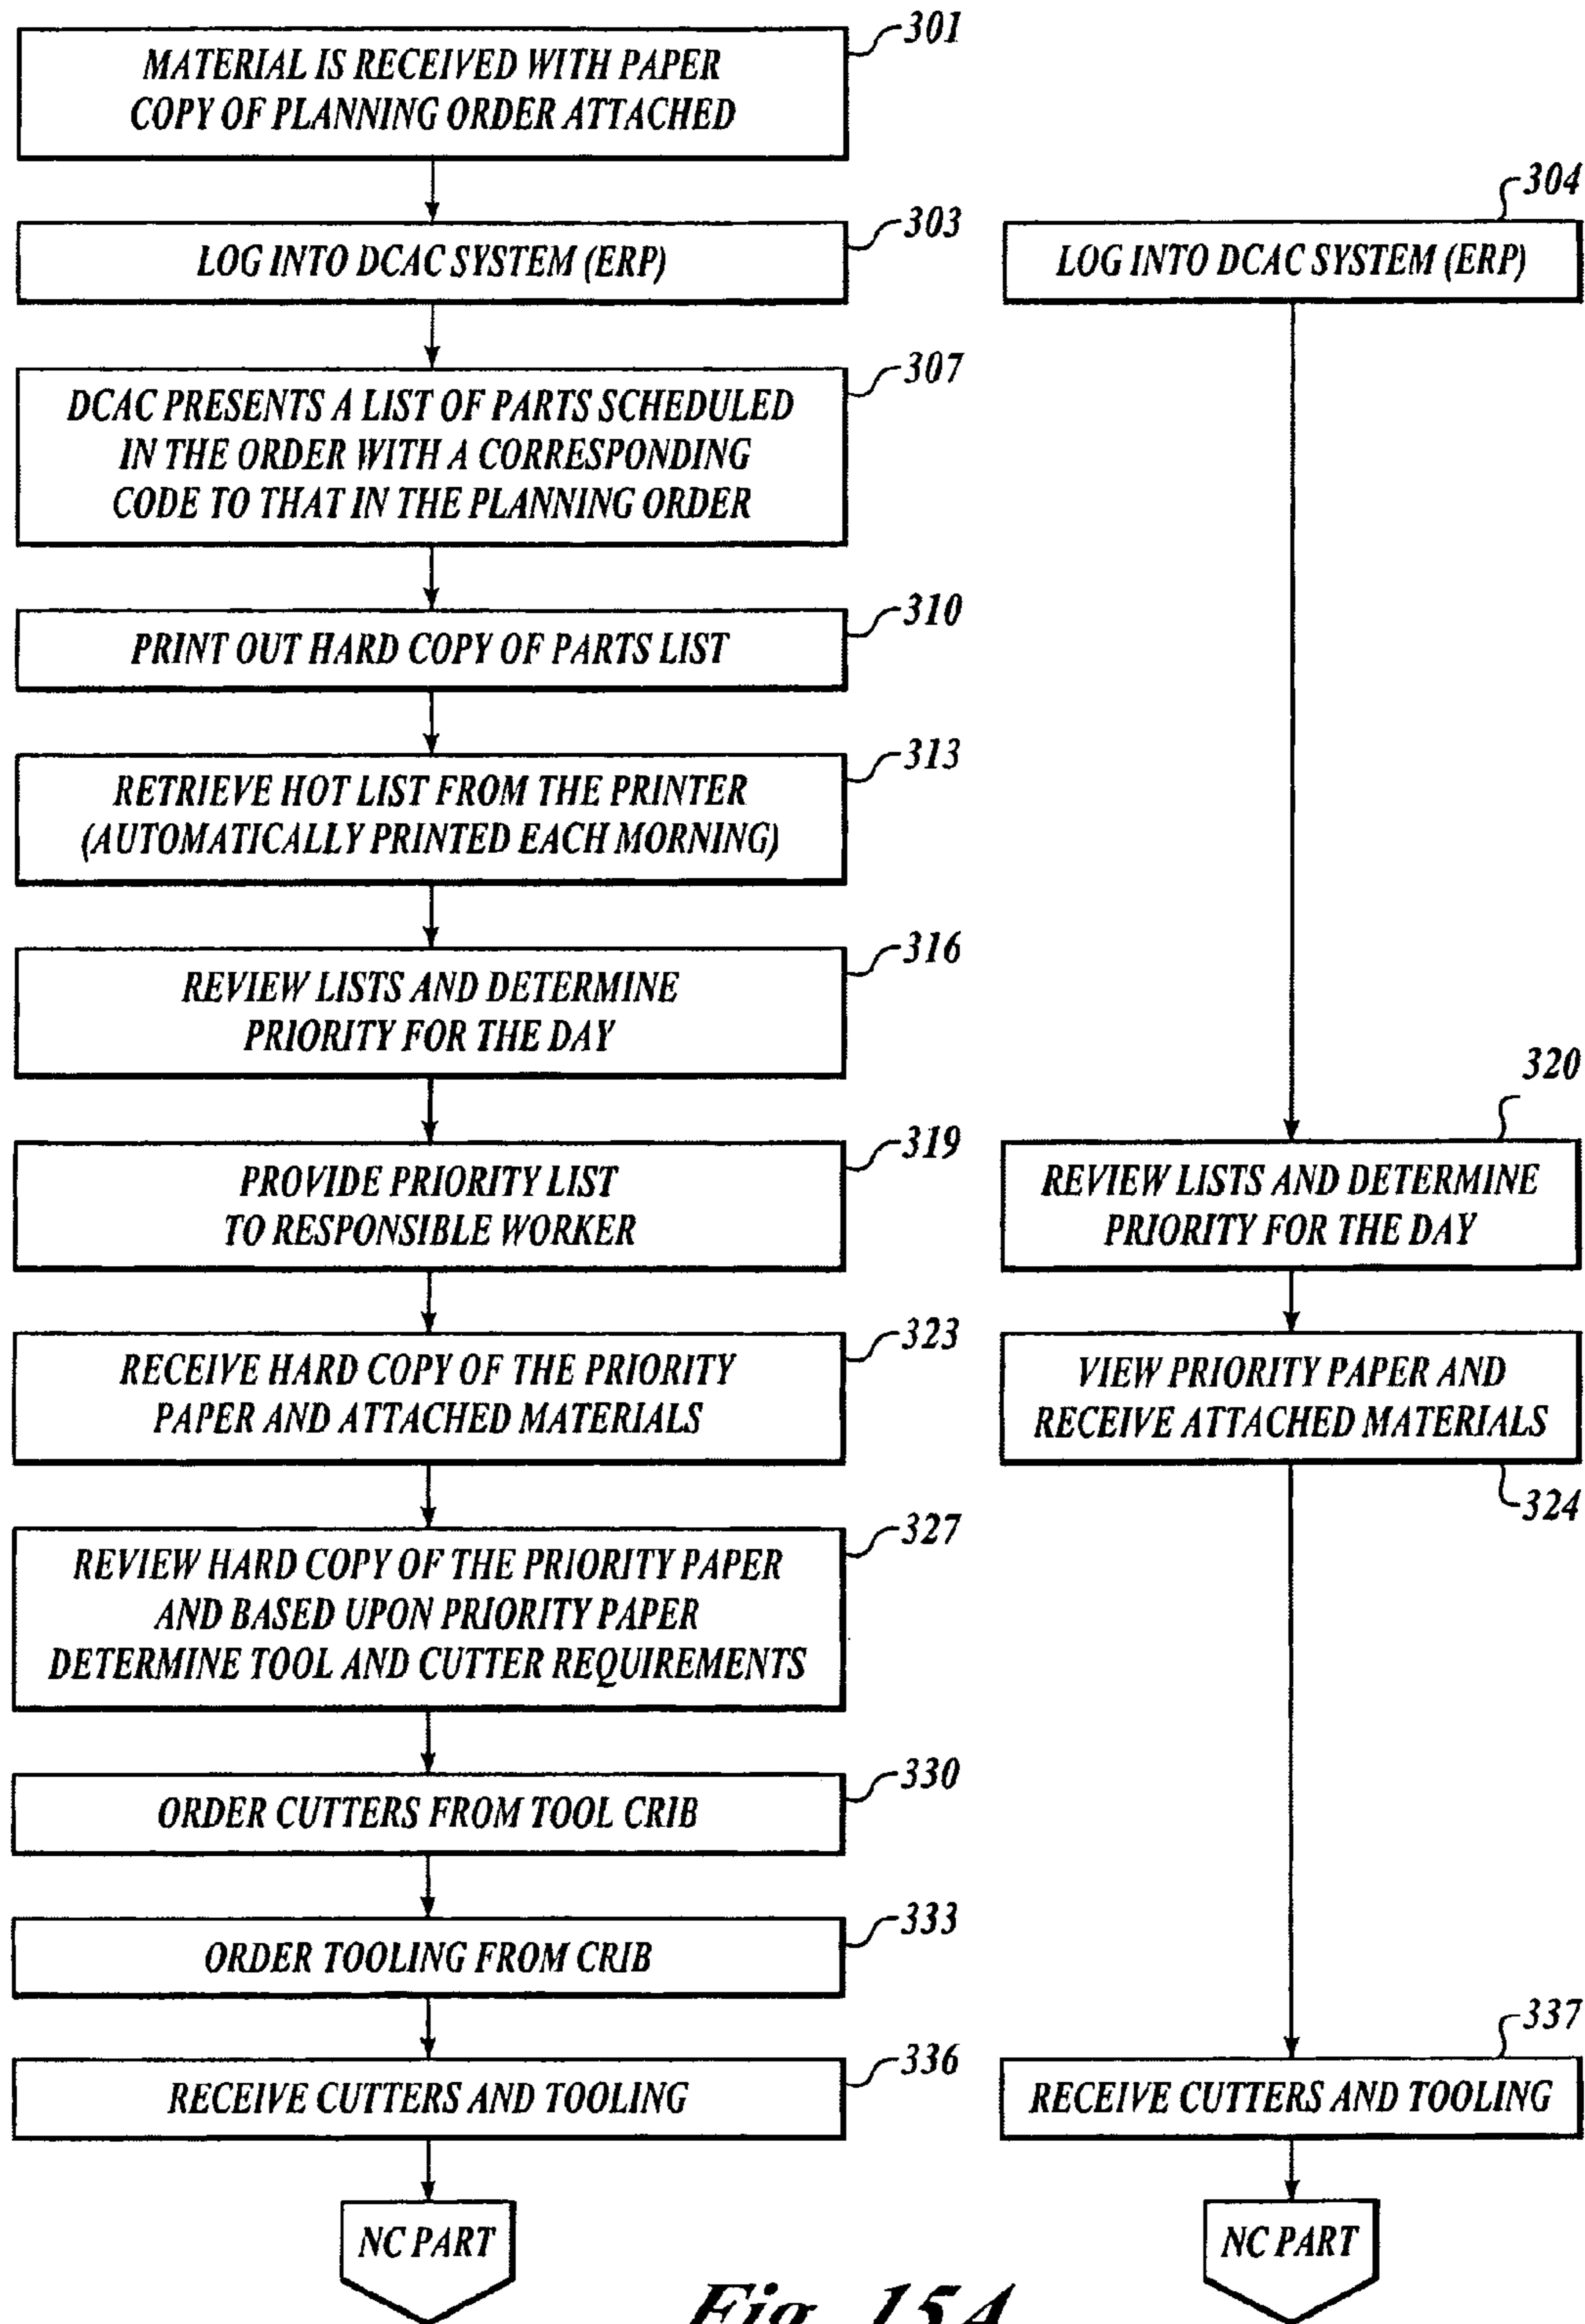 301
MATERIAL IS RECEIVED WITH PAPER
COPY OF PLANNING ORDER ATTACHED
303
LOG INTO DCAC SYSTEM (ERP)
307
DCAC PRESENTS A LIST OF PARTS SCHEDULED
IN THE ORDER WITH A CORRESPONDING
CODE TO THAT IN THE PLANNING ORDER
310
PRINT OUT HARD COPY OF PARTS LIST
313
RETRIEVE HOT LIST FROM THE PRINTER
(AUTOMATICALLY PRINTED EACH MORNING)
316
REVIEW LISTS AND DETERMINE
PRIORITY FOR THE DAY
319
PROVIDE PRIORITY LIST
TO RESPONSIBLE WORKER
323
RECEIVE HARD COPY OF THE PRIORITY
PAPER AND ATTACHED MATERIALS
327
REVIEW HARD COPY OF THE PRIORITY PAPER
AND BASED UPON PRIORITY PAPER
DETERMINE TOOL AND CUTTER REQUIREMENTS
330
ORDER CUTTERS FROM TOOL CRIB
333
ORDER TOOLING FROM CRIB
336
RECEIVE CUTTERS AND TOOLING
NC PART
304
LOG INTO DCAC SYSTEM (ERP)
320
REVIEW LISTS AND DETERMINE
PRIORITY FOR THE DAY
VIEW PRIORITY PAPER AND
RECEIVE ATTACHED MATERIALS
324
337
RECEIVE CUTTERS AND TOOLING
NC PART
Fig. 15A